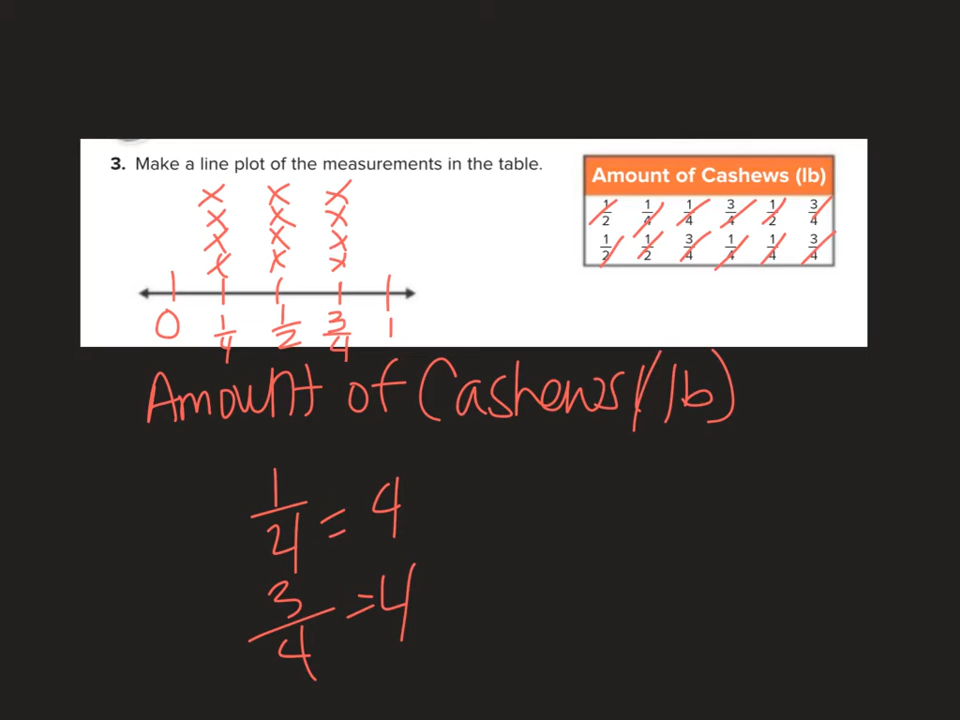 3. Make a line plot of the measurements in the table.
Amount of Cashews (lb)
1/2 1/4 1/4 3/4 1/2 3/4
1/2 1/2 3/4 1/4 1/4 3/4
x x x
x x x
x x x
x x x
0 1/4 1/2 3/4 1
Amount of Cashews (lb)
1/4 = 4
3/4 = 4